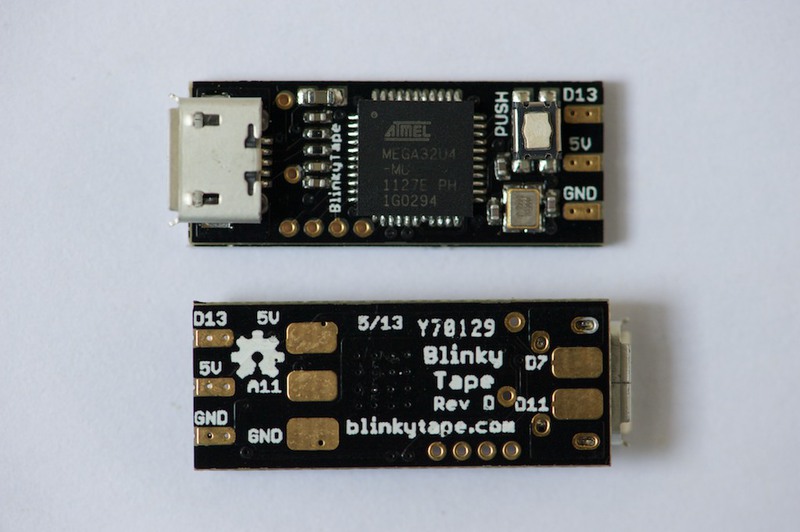 PUSH
D13
5V
GND
BlinkyTape
ATMEL
MEGA32U4
-MU
1127E PH
1G0294
D13
5V
5/13
Y70129
Blinky
Tape
Rev D
blinkytape.com
5V
A11
GND
GND
D7
D11